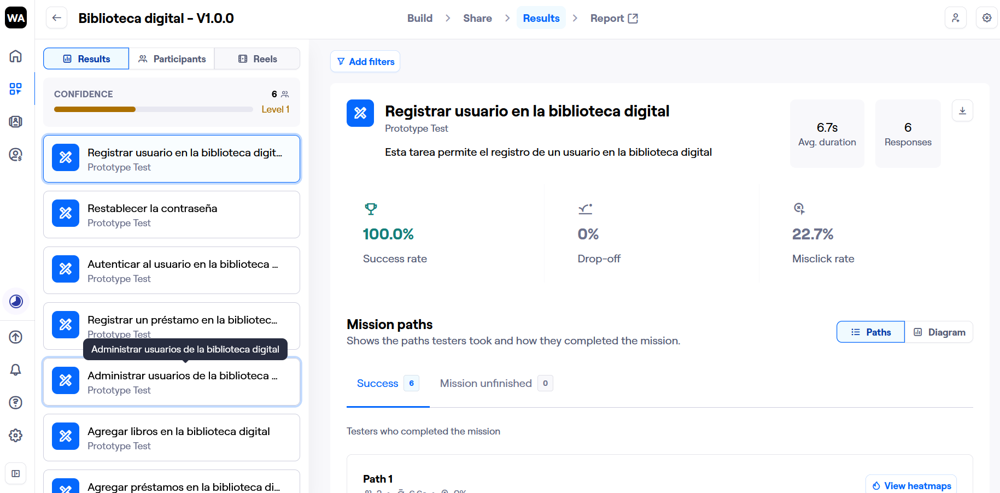 WA
Biblioteca digital - V1.0.0
Build
Share
Results
Report
Results
Participants
Reels
CONFIDENCE
6
Level 1
Registrar usuario en la biblioteca digit...
Prototype Test
Restablecer la contraseña
Prototype Test
Autenticar al usuario en la biblioteca ...
Prototype Test
Registrar un préstamo en la bibliotec...
Prototype Test
Administrar usuarios de la biblioteca digital
Administrar usuarios de la biblioteca ...
Prototype Test
Agregar libros en la biblioteca digital
Prototype Test
Agregar préstamos en la biblioteca di...
Add filters
Registrar usuario en la biblioteca digital
Prototype Test
Esta tarea permite el registro de un usuario en la biblioteca digital
6.7s
Avg. duration
6
Responses
100.0%
Success rate
0%
Drop-off
22.7%
Misclick rate
Mission paths
Shows the paths testers took and how they completed the mission.
Paths
Diagram
Success 6
Mission unfinished 0
Testers who completed the mission
Path 1
View heatmaps